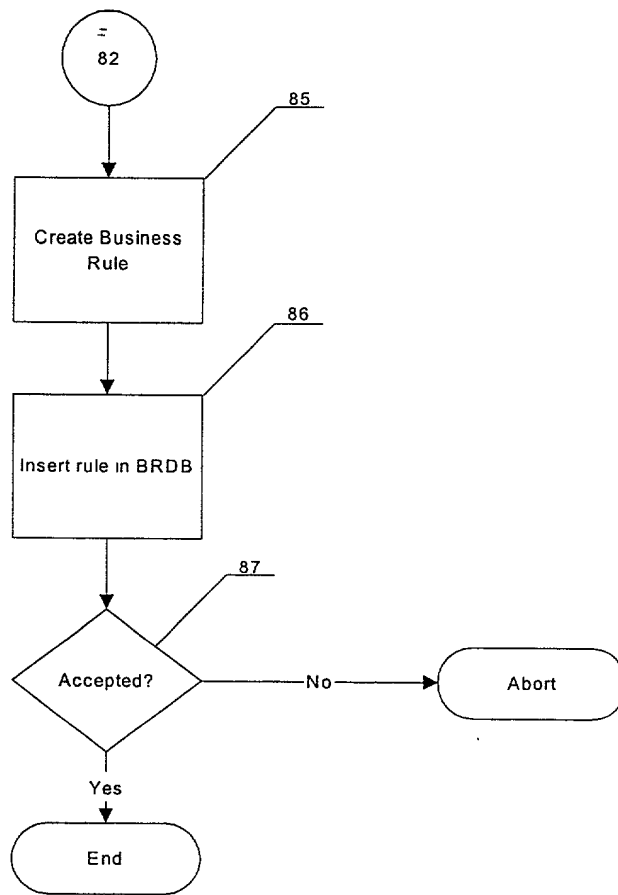 82
85
Create Business
Rule
86
Insert rule in BRDB
87
Accepted?
No
Abort
Yes
End